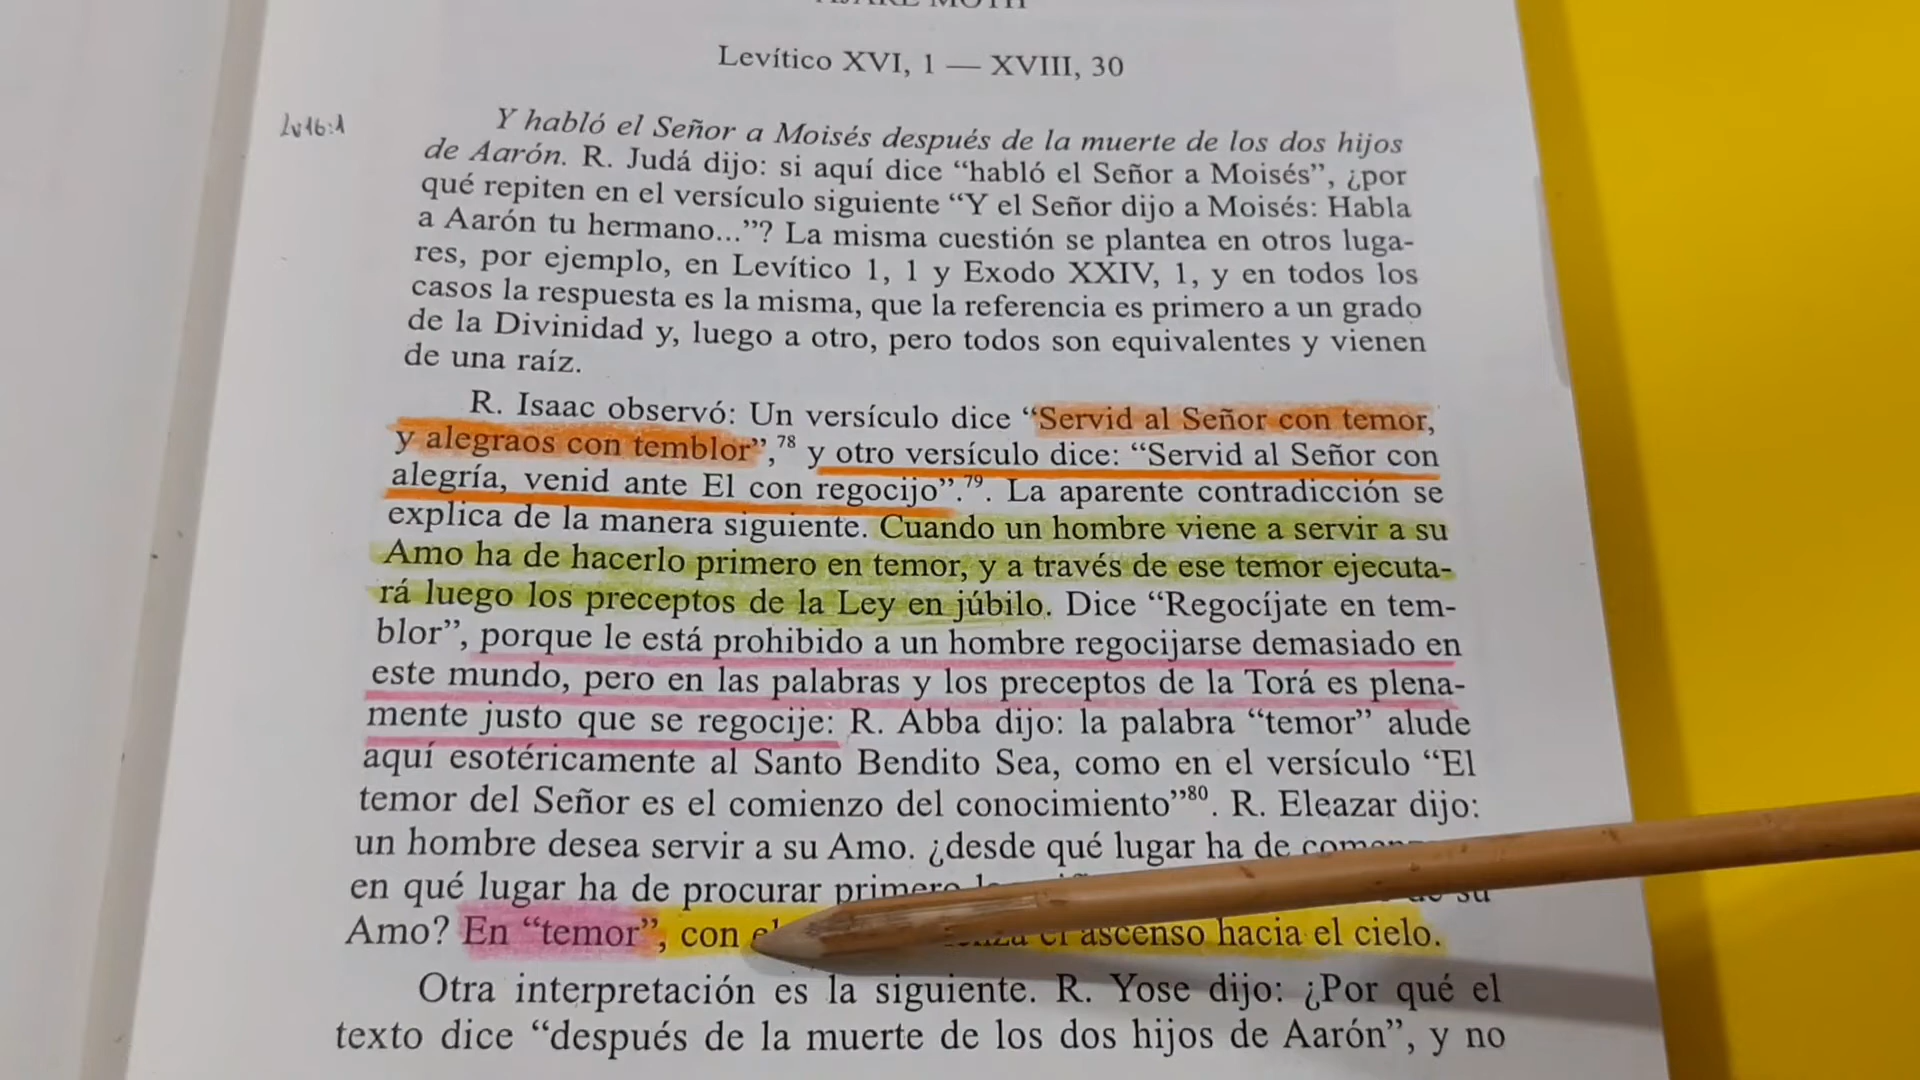 Levítico XVI, 1 — XVIII, 30
Lv16:1
Y habló el Señor a Moisés después de la muerte de los dos hijos
de Aarón. R. Judá dijo: si aquí dice “habló el Señor a Moisés”, ¿por
qué repiten en el versículo siguiente “Y el Señor dijo a Moisés: Habla
a Aarón tu hermano...”? La misma cuestión se plantea en otros luga-
res, por ejemplo, en Levítico 1, 1 y Exodo XXIV, 1, y en todos los
casos la respuesta es la misma, que la referencia es primero a un grado
de la Divinidad y, luego a otro, pero todos son equivalentes y vienen
de una raíz.
R. Isaac observó: Un versículo dice “Servid al Señor con temor,
y alegraos con temblor”,78 y otro versículo dice: “Servid al Señor con
alegría, venid ante El con regocijo”.79. La aparente contradicción se
explica de la manera siguiente. Cuando un hombre viene a servir a su
Amo ha de hacerlo primero en temor, y a través de ese temor ejecuta-
rá luego los preceptos de la Ley en júbilo. Dice “Regocíjate en tem-
blor”, porque le está prohibido a un hombre regocijarse demasiado en
este mundo, pero en las palabras y los preceptos de la Torá es plena-
mente justo que se regocije: R. Abba dijo: la palabra “temor” alude
aquí esotéricamente al Santo Bendito Sea, como en el versículo “El
temor del Señor es el comienzo del conocimiento”80. R. Eleazar dijo:
un hombre desea servir a su Amo. ¿desde qué lugar ha de
en qué lugar ha de procurar primero su
Amo? En “temor”, con el ascenso hacia el cielo.
Otra interpretación es la siguiente. R. Yose dijo: ¿Por qué el
texto dice “después de la muerte de los dos hijos de Aarón”, y no